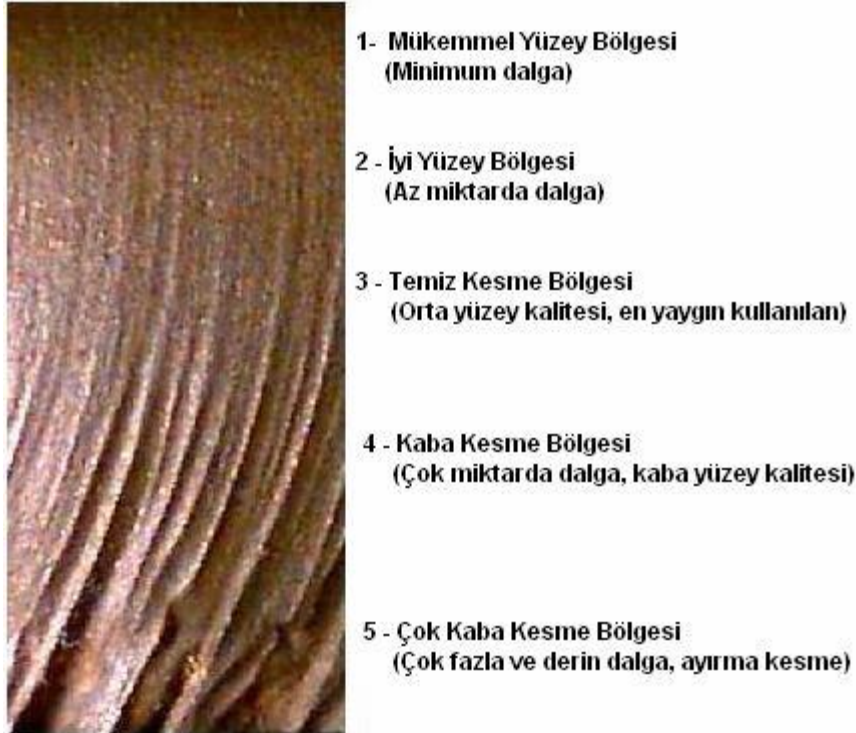 1- Mükemmel Yüzey Bölgesi
(Minimum dalga)
2 - İyi Yüzey Bölgesi
(Az miktarda dalga)
3 - Temiz Kesme Bölgesi
(Orta yüzey kalitesi, en yaygın kullanılan)
4 - Kaba Kesme Bölgesi
(Çok miktarda dalga, kaba yüzey kalitesi)
5 - Çok Kaba Kesme Bölgesi
(Çok fazla ve derin dalga, ayırma kesme)